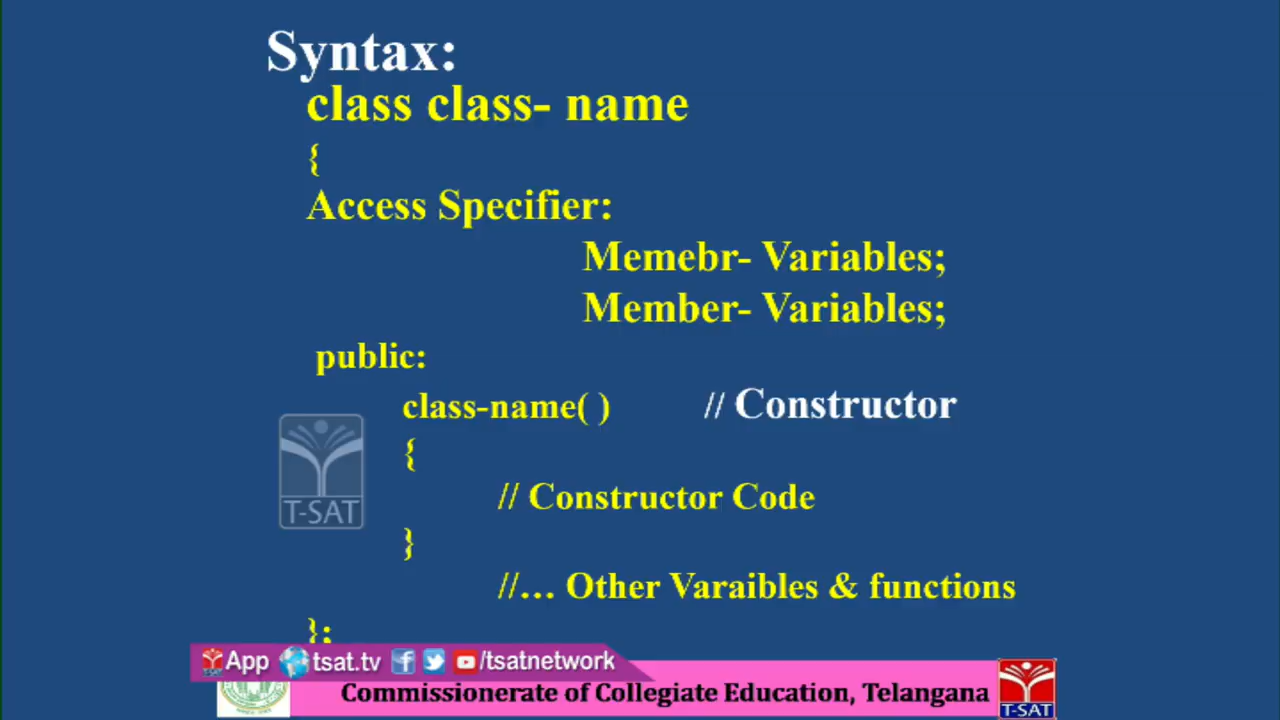 Syntax:
class class- name
{
Access Specifier:
Memebr- Variables;
Member- Variables;
public:
class-name( ) // Constructor
{
// Constructor Code
}
//... Other Varaibles & functions
};
T-SAT
App tsat.tv /tsatnetwork
Commissionerate of Collegiate Education, Telangana
T-SAT